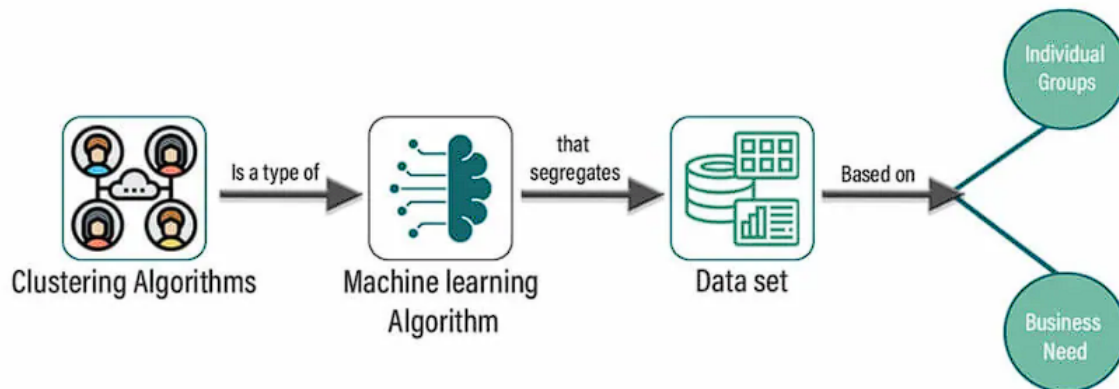 Clustering Algorithms
Is a type of
Machine learning
Algorithm
that
segregates
Data set
Based on
Individual
Groups
Business
Need